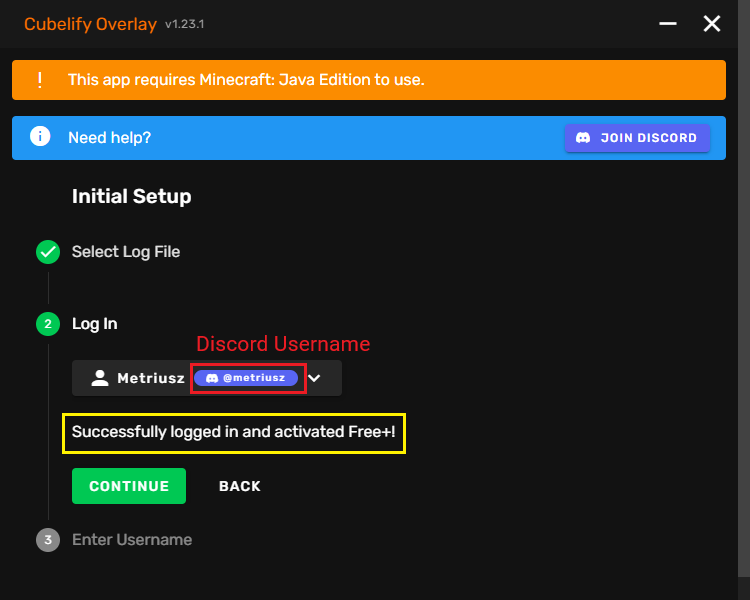 Cubelify Overlay v1.23.1
! This app requires Minecraft: Java Edition to use.
Need help? JOIN DISCORD
Initial Setup
Select Log File
2 Log In
Discord Username
Metriusz @metriusz
Successfully logged in and activated Free+!
CONTINUE BACK
3 Enter Username